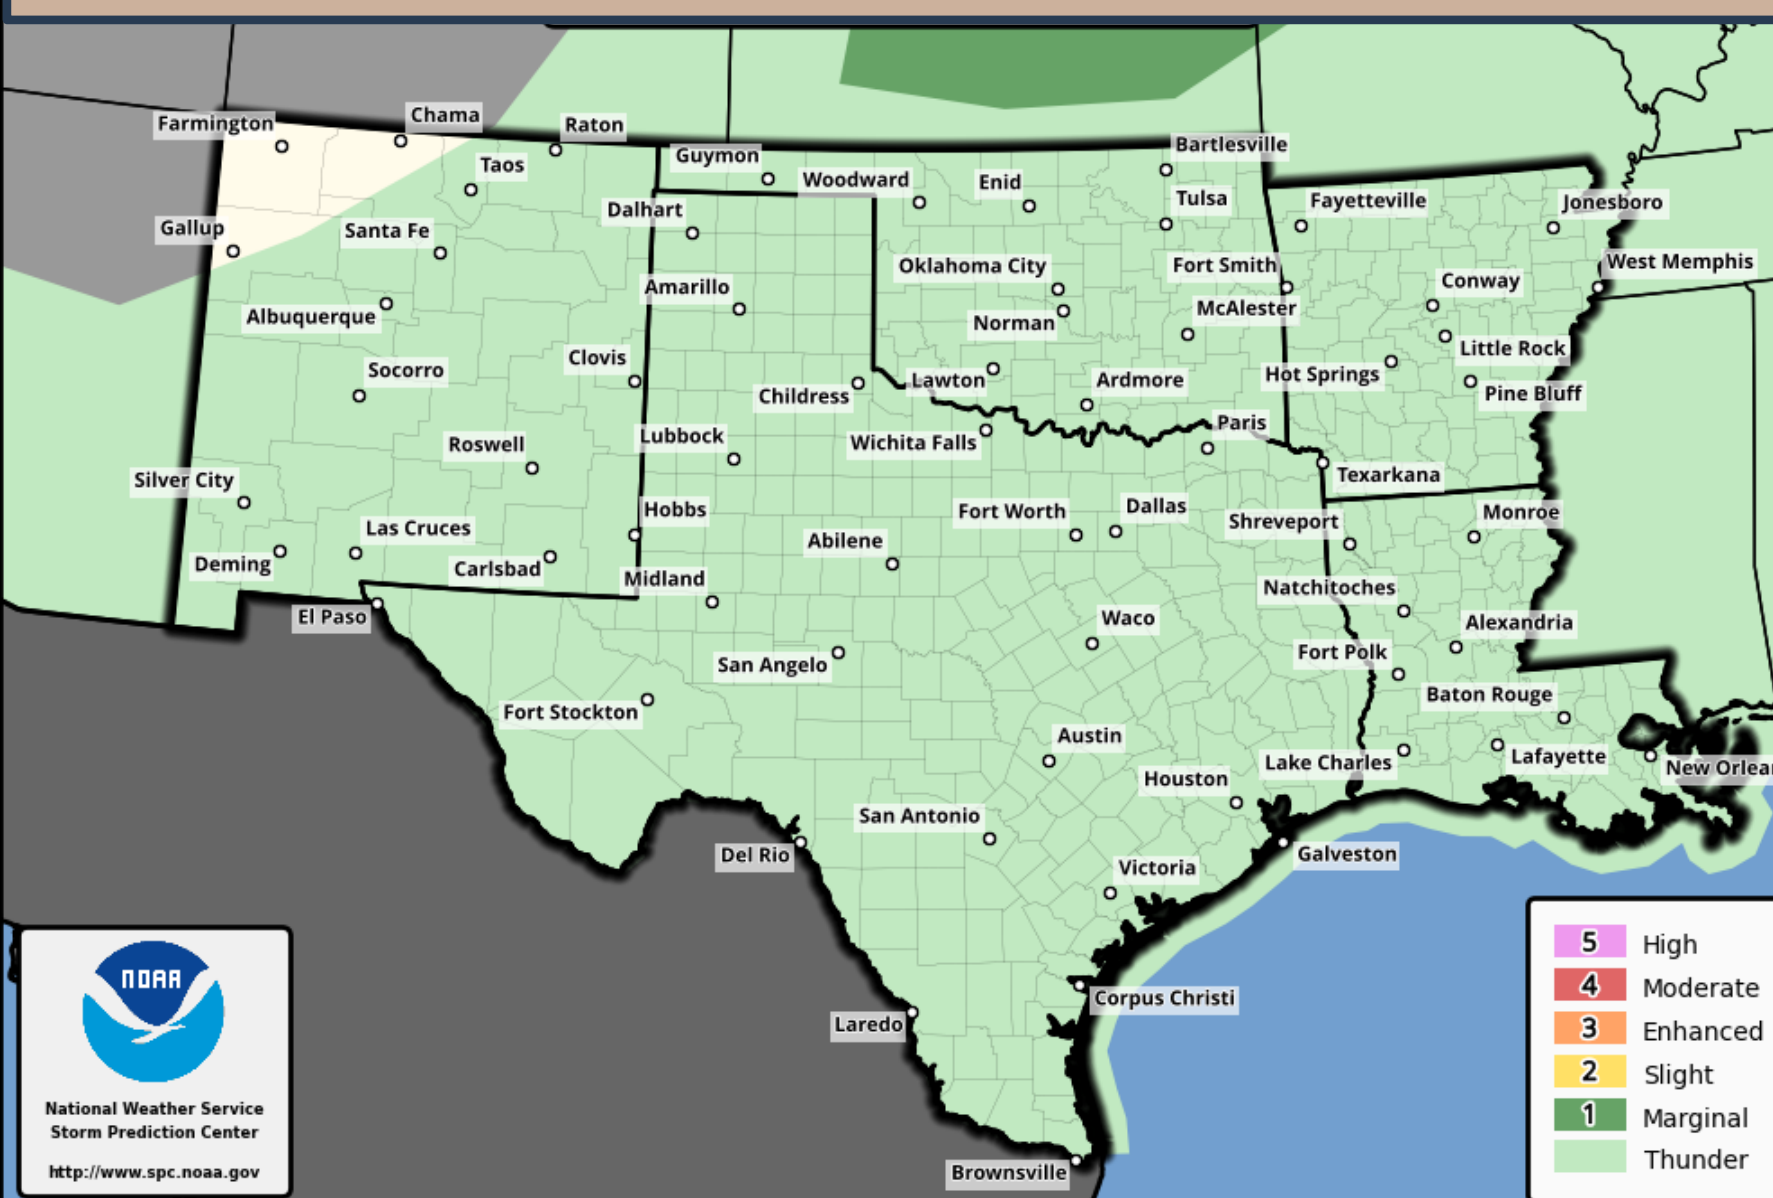 Farmington
Chama
Raton
Taos
Guymon
Woodward
Enid
Bartlesville
Tulsa
Fayetteville
Jonesboro
Gallup
Santa Fe
Dalhart
Oklahoma City
Fort Smith
West Memphis
Conway
Amarillo
Albuquerque
Norman
McAlester
Little Rock
Socorro
Clovis
Childress
Lawton
Ardmore
Hot Springs
Pine Bluff
Roswell
Lubbock
Wichita Falls
Paris
Texarkana
Silver City
Hobbs
Fort Worth
Dallas
Shreveport
Monroe
Las Cruces
Abilene
Deming
Carlsbad
Midland
Natchitoches
El Paso
Waco
Alexandria
San Angelo
Fort Polk
Fort Stockton
Baton Rouge
Austin
Lake Charles
Lafayette
New Orlea
Houston
San Antonio
Del Rio
Galveston
Victoria
Corpus Christi
Laredo
Brownsville
NOAA
National Weather Service
Storm Prediction Center
http://www.spc.noaa.gov
5 High
4 Moderate
3 Enhanced
2 Slight
1 Marginal
Thunder